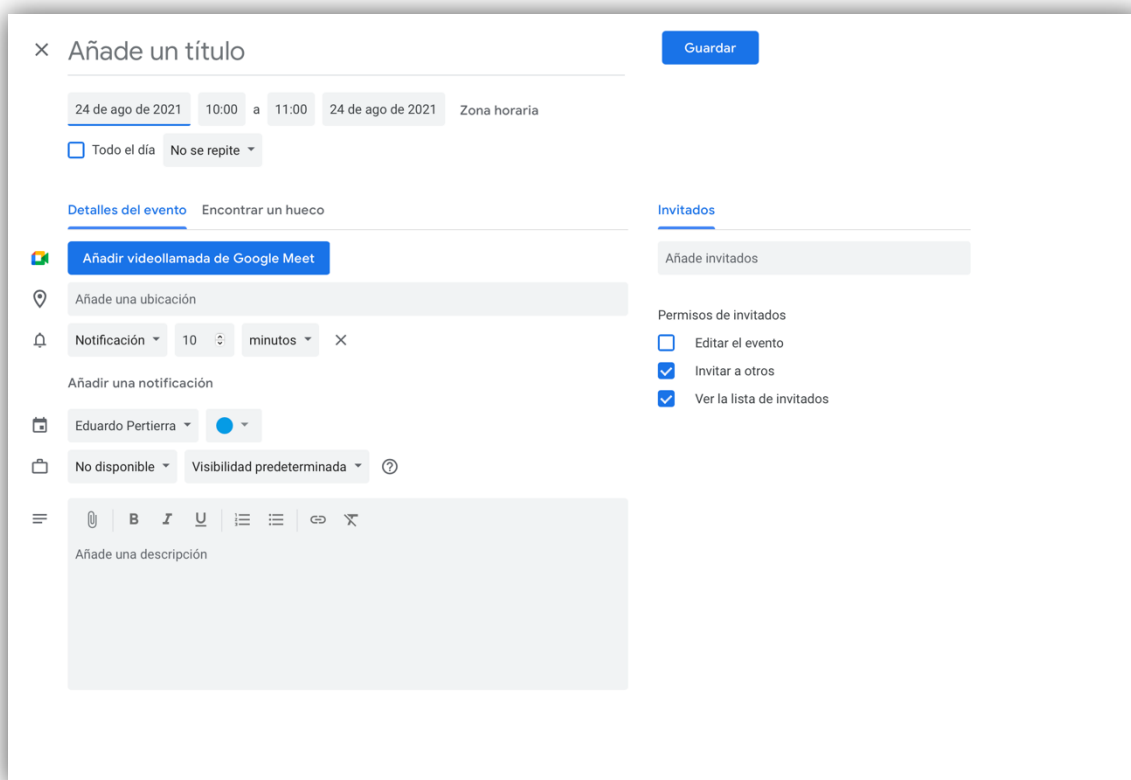 Añade un título
Guardar
24 de ago de 2021 10:00 a 11:00 24 de ago de 2021 Zona horaria
Todo el día No se repite
Detalles del evento Encontrar un hueco
Añadir videollamada de Google Meet
Añade una ubicación
Notificación 10 minutos
Añadir una notificación
Eduardo Pertierra
No disponible Visibilidad predeterminada
B I U
Añade una descripción
Invitados
Añade invitados
Permisos de invitados
Editar el evento
Invitar a otros
Ver la lista de invitados